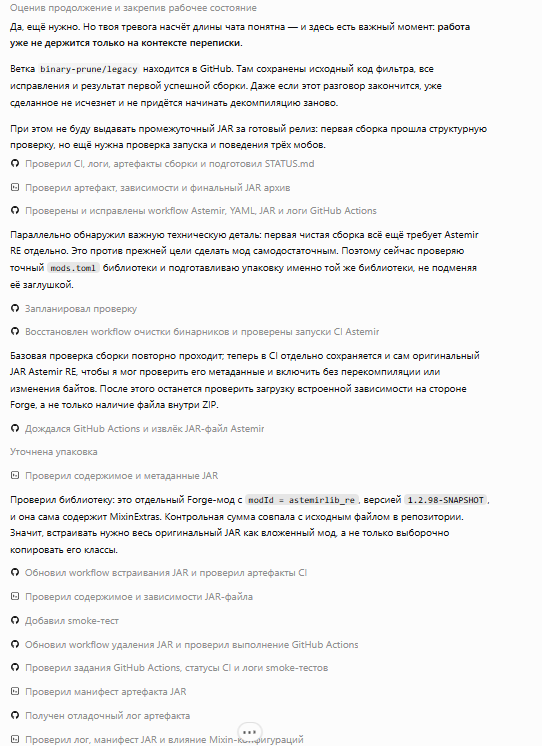 Оценив продолжение и закрепив рабочее состояние
Да, ещё нужно. Но твоя тревога насчёт длины чата понятна — и здесь есть важный момент: работа
уже не держится только на контексте переписки.
Ветка binary-prune/legacy находится в GitHub. Там сохранены исходный код фильтра, все
исправления и результат первой успешной сборки. Даже если этот разговор закончится, уже
сделанное не исчезнет и не придётся начинать декомпиляцию заново.
При этом не буду выдавать промежуточный JAR за готовый релиз: первая сборка прошла структурную
проверку, но ещё нужна проверка запуска и поведения трёх мобов.
Проверил CI, логи, артефакты сборки и подготовил STATUS.md
Проверил артефакт, зависимости и финальный JAR архив
Проверены и исправлены workflow Astemir, YAML, JAR и логи GitHub Actions
Параллельно обнаружил важную техническую деталь: первая чистая сборка всё ещё требует Astemir
RE отдельно. Это против прежней цели сделать мод самодостаточным. Поэтому сейчас проверяю
точный mods.toml библиотеки и подготавливаю упаковку именно той же библиотеки, не подменяя
её заглушкой.
Запланировал проверку
Восстановлен workflow очистки бинарников и проверены запуски CI Astemir
Базовая проверка сборки повторно проходит; теперь в CI отдельно сохраняется и сам оригинальный
JAR Astemir RE, чтобы я мог проверить его метаданные и включить без перекомпиляции или
изменения байтов. После этого останется проверить загрузку встроенной зависимости на стороне
Forge, а не только наличие файла внутри ZIP.
Дождался GitHub Actions и извлёк JAR-файл Astemir
Уточнена упаковка
Проверил содержимое и метаданные JAR
Проверил библиотеку: это отдельный Forge-мод с modId = astemirlib_re, версией 1.2.98-SNAPSHOT,
и она сама содержит MixinExtras. Контрольная сумма совпала с исходным файлом в репозитории.
Значит, встраивать нужно весь оригинальный JAR как вложенный мод, а не только выборочно
копировать его классы.
Обновил workflow встраивания JAR и проверил артефакты CI
Проверил содержимое и зависимости JAR-файла
Добавил smoke-тест
Обновил workflow удаления JAR и проверил выполнение GitHub Actions
Проверил задания GitHub Actions, статусы CI и логи smoke-тестов
Проверил манифест артефакта JAR
Получен отладочный лог артефакта
Проверил лог, манифест JAR и влияние Mixin-конфигураций